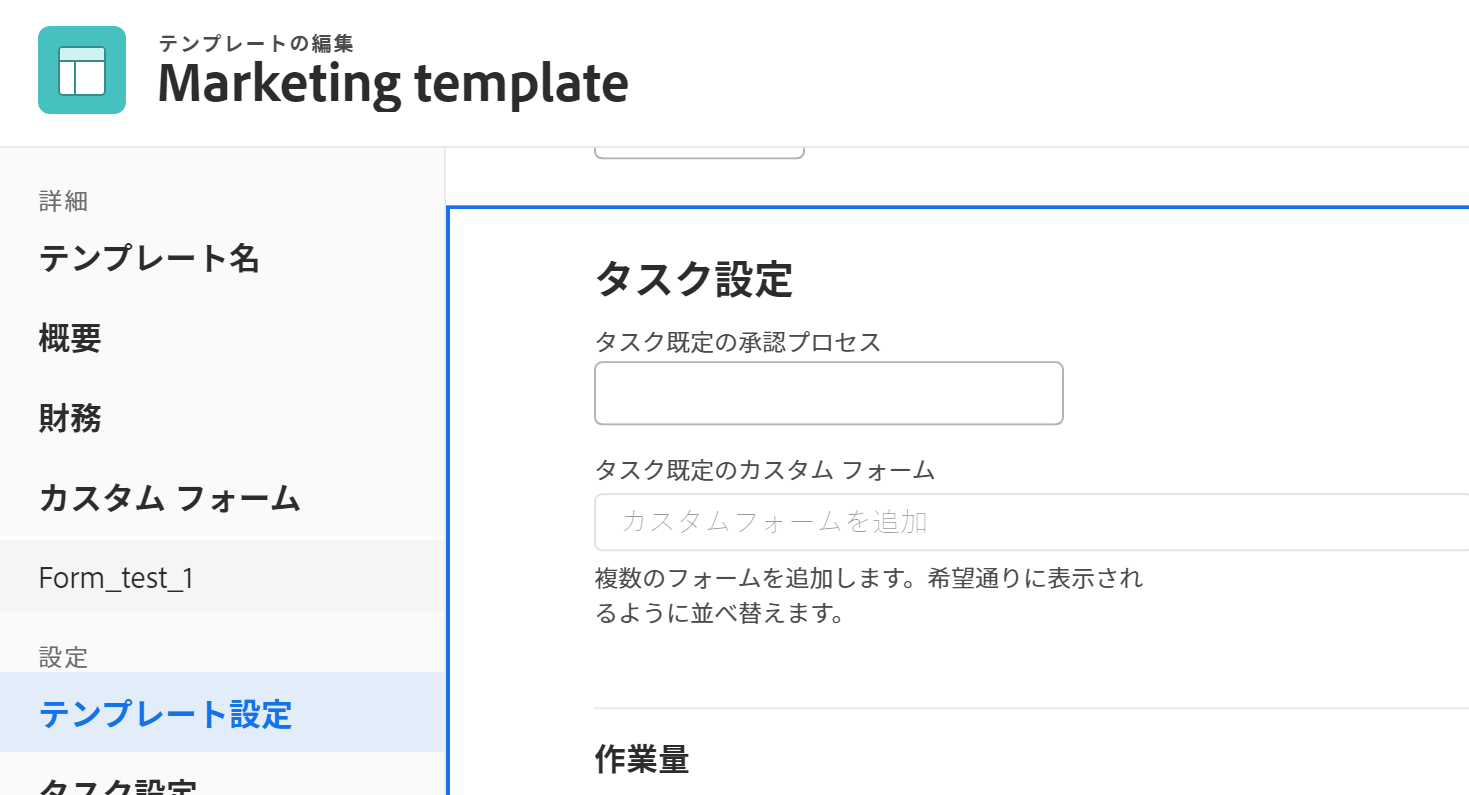 テンプレートの編集
Marketing template
詳細
テンプレート名
概要
財務
カスタム フォーム
Form_test_1
設定
テンプレート設定
タスク設定
タスク設定
タスク既定の承認プロセス
タスク既定のカスタム フォーム
カスタムフォームを追加
複数のフォームを追加します。希望通りに表示され
るように並べ替えます。
作業量